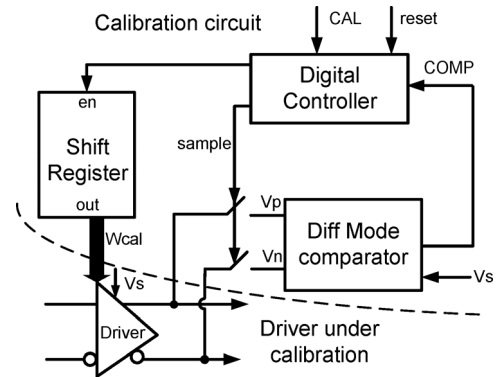 Calibration circuit
CAL
reset
Digital
Controller
COMP
en
Shift
Register
out
sample
Wcal
Vp
Vn
Diff Mode
comparator
Vs
Vs
Driver
Driver under
calibration